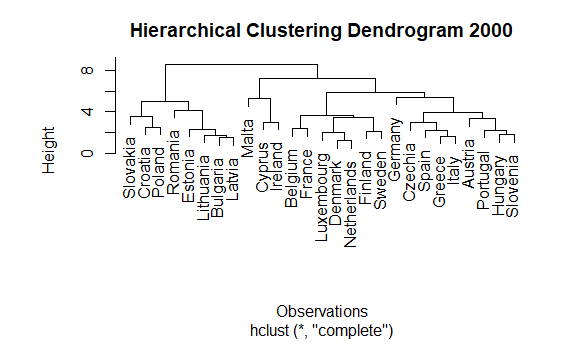 Hierarchical Clustering Dendrogram 2000
Height
0
4
8
Slovakia
Croatia
Poland
Romania
Estonia
Lithuania
Bulgaria
Latvia
Malta
Cyprus
Ireland
Belgium
France
Luxembourg
Denmark
Netherlands
Finland
Sweden
Germany
Czechia
Spain
Greece
Italy
Austria
Portugal
Hungary
Slovenia
Observations
hclust (*, "complete")